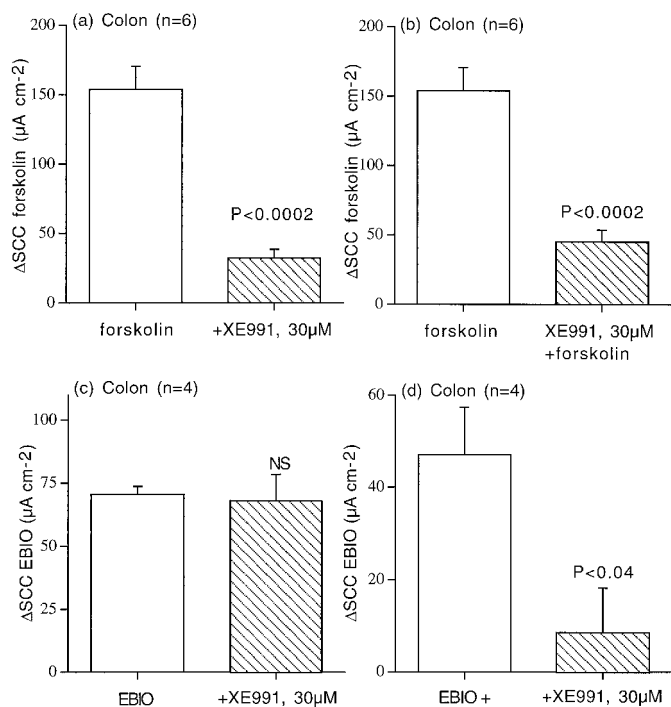 (a) Colon (n=6)
ΔSCC forskolin (µA cm-2)
200
150
100
50
0
P<0.0002
forskolin
+XE991, 30µM
(b) Colon (n=6)
ΔSCC forskolin (µA cm-2)
200
150
100
50
0
P<0.0002
forskolin
XE991, 30µM
+forskolin
(c) Colon (n=4)
ΔSCC EBIO (µA cm-2)
100
75
50
25
0
NS
EBIO
+XE991, 30µM
(d) Colon (n=4)
ΔSCC EBIO (µA cm-2)
60
40
20
0
P<0.04
EBIO +
+XE991, 30µM